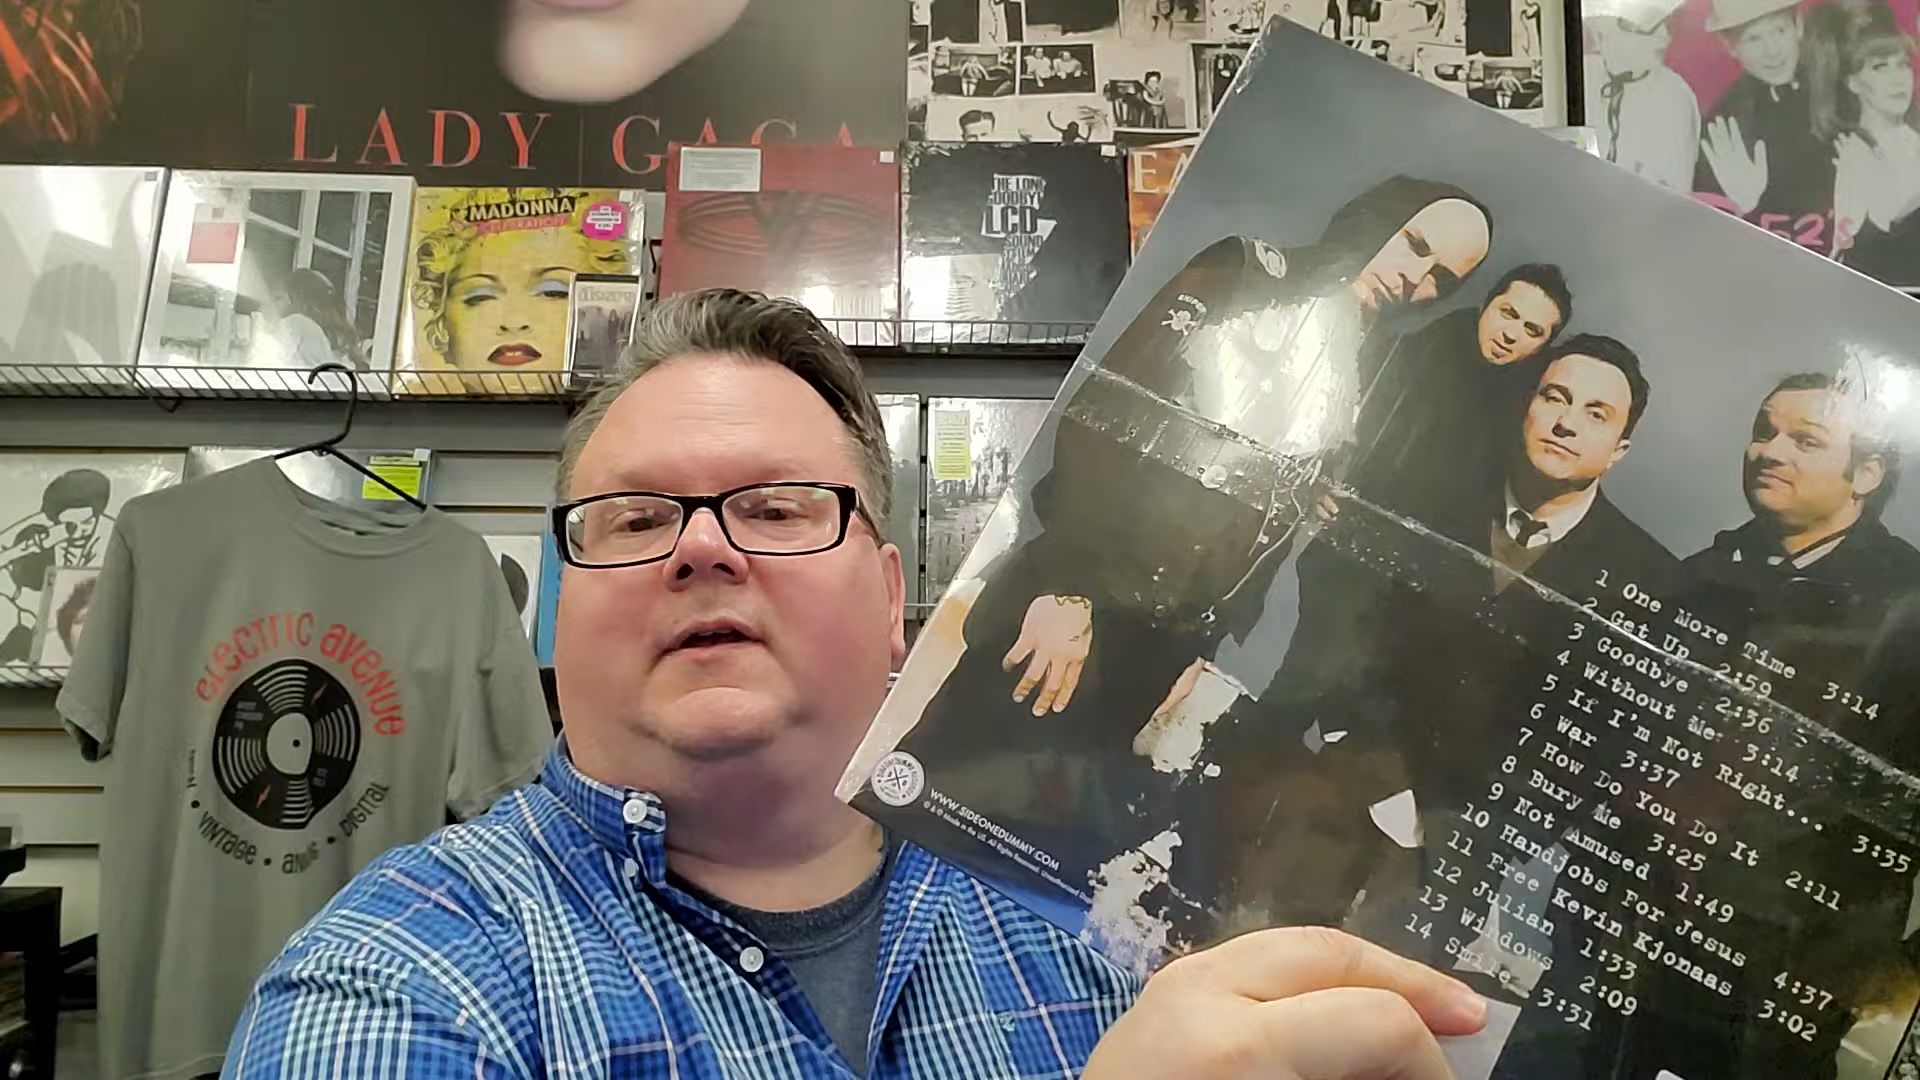 LADY GAGA
MADONNA
CELEBRATION
THE LONG
GOODBYE
LCD
SOUND
52's
electric avenue
VINTAGE • • DIGITAL
SNIPER
WWW.SIDEONEDUMMY.COM
1 One More Time 3:14
2 Get Up 2:59
3 Goodbye 2:36
4 Without Me 3:14
5 If I'm Not Right... 3:35
6 War 3:37
7 How Do You Do It 2:11
8 Bury Me 3:25
9 Not Amused 1:49
10 Handjobs For Jesus 4:37
11 Free Kevin Kjonaas 3:02
12 Julian 1:33
13 Windows 2:09
14 Smile 3:31